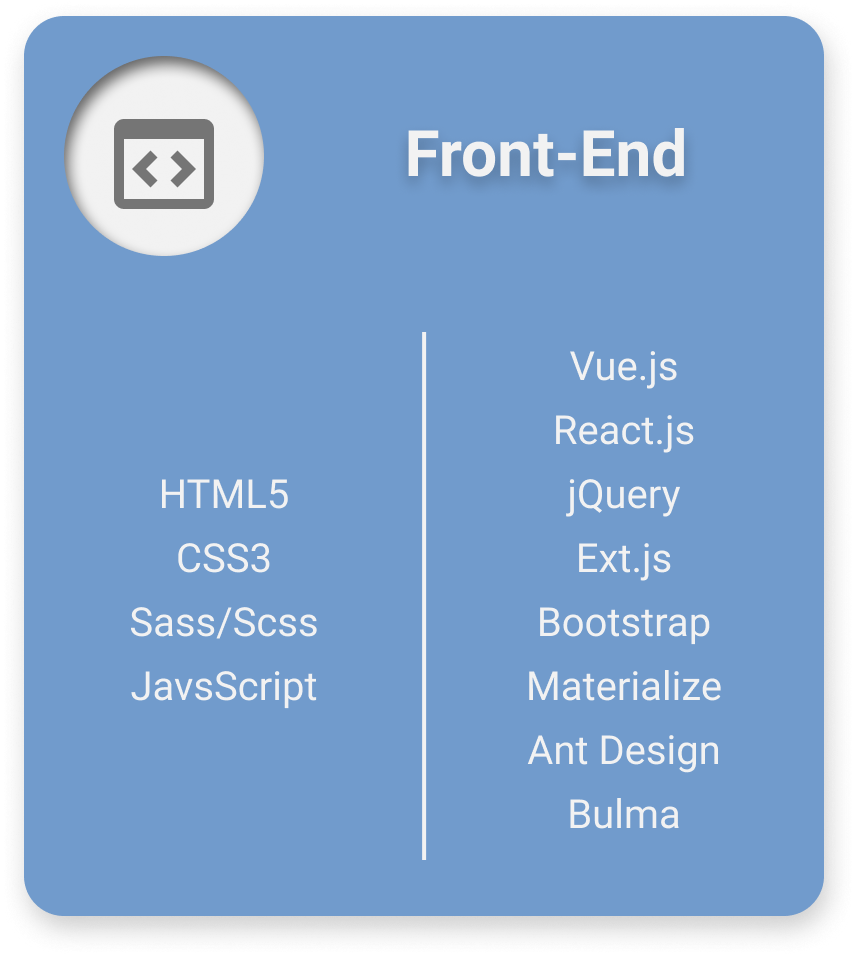 Front-End
HTML5
CSS3
Sass/Scss
JavsScript
Vue.js
React.js
jQuery
Ext.js
Bootstrap
Materialize
Ant Design
Bulma